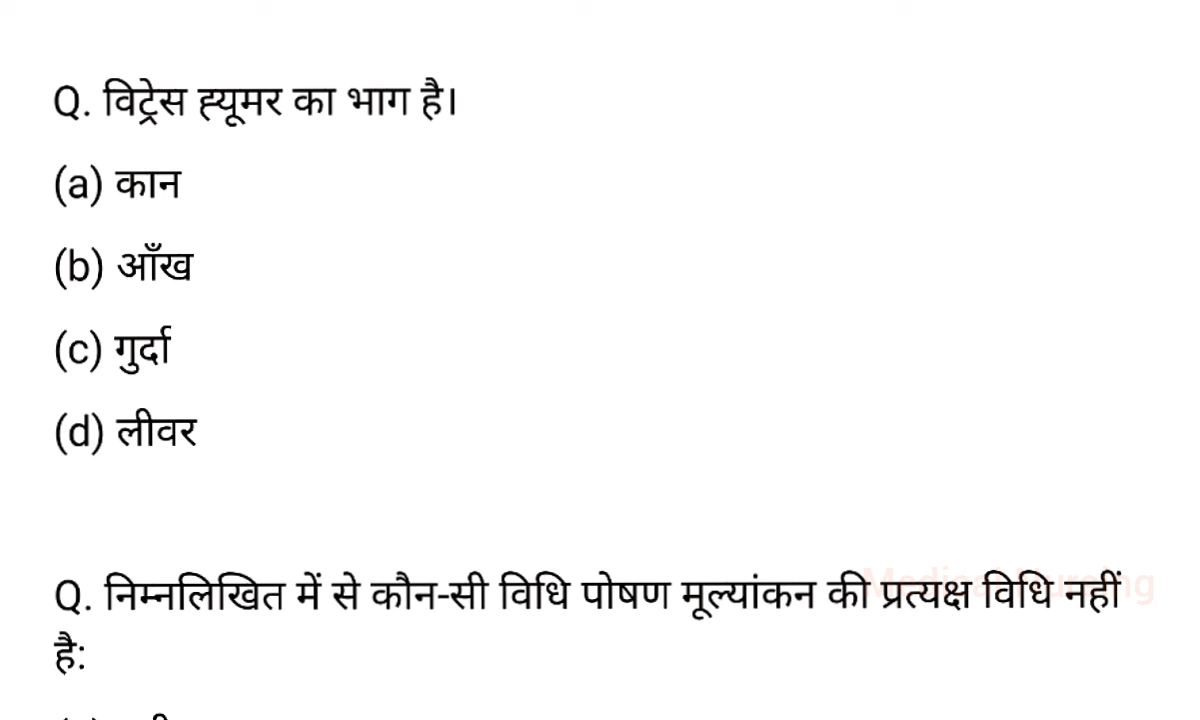 Q. विट्रेस ह्यूमर का भाग है।
(a) कान
(b) आँख
(c) गुर्दा
(d) लीवर
Q. निम्नलिखित में से कौन-सी विधि पोषण मूल्यांकन की प्रत्यक्ष विधि नहीं
है: